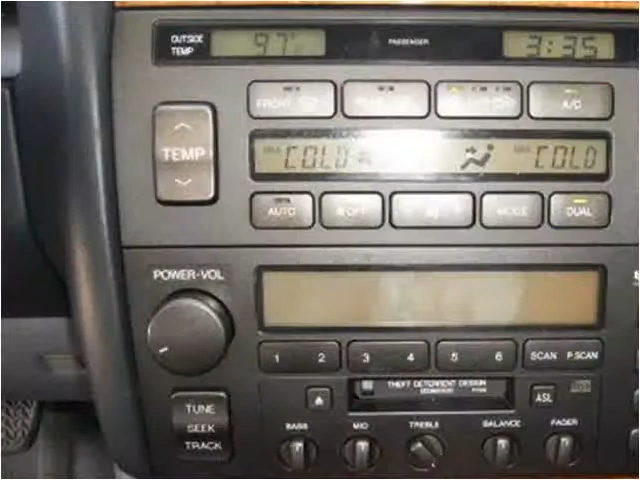 OUTSIDE TEMP
97°
PASSENGER
3:35
FRONT
A/C
TEMP
COLD
COLD
AUTO
OFF
MODE
DUAL
POWER-VOL
1 2 3 4 5 6 SCAN P.SCAN
THEFT DETERRENT DESIGN
ASL
TUNE
SEEK
TRACK
BASS MID TREBLE BALANCE FADER